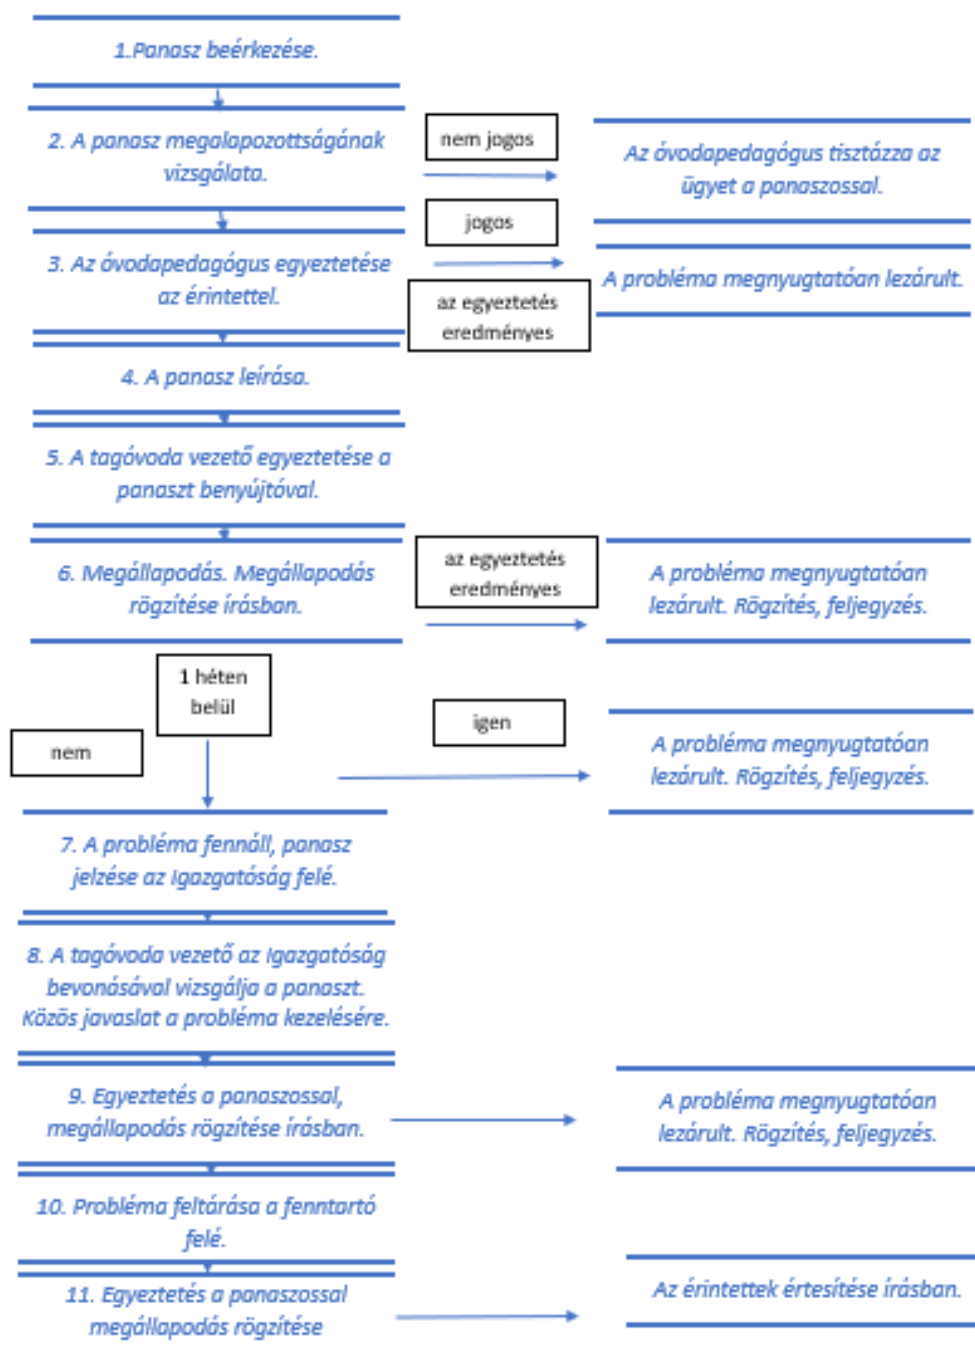 1.Panasz beérkezése.
2. A panasz megalapozottságának
vizsgálata.
nem jogos
Az óvodapedagógus tisztázza az
ügyet a panaszossal.
jogos
3. Az óvodapedagógus egyeztetése
az érintettel.
A probléma megnyugtatóan lezárult.
az egyeztetés
eredményes
4. A panasz leírása.
5. A tagóvoda vezető egyeztetése a
panaszt benyújtóval.
6. Megállapodás. Megállapodás
rögzítése írásban.
az egyeztetés
eredményes
A probléma megnyugtatóan
lezárult. Rögzítés, feljegyzés.
1 héten
belül
nem
igen
A probléma megnyugtatóan
lezárult. Rögzítés, feljegyzés.
7. A probléma fennáll, panasz
jelzése az Igazgatóság felé.
8. A tagóvoda vezető az Igazgatóság
bevonásával vizsgálja a panaszt.
Közös javaslat a probléma kezelésére.
9. Egyeztetés a panaszossal,
megállapodás rögzítése írásban.
A probléma megnyugtatóan
lezárult. Rögzítés, feljegyzés.
10. Probléma feltárása a fenntartó
felé.
11. Egyeztetés a panaszossal
megállapodás rögzítése
Az érintettek értesítése írásban.